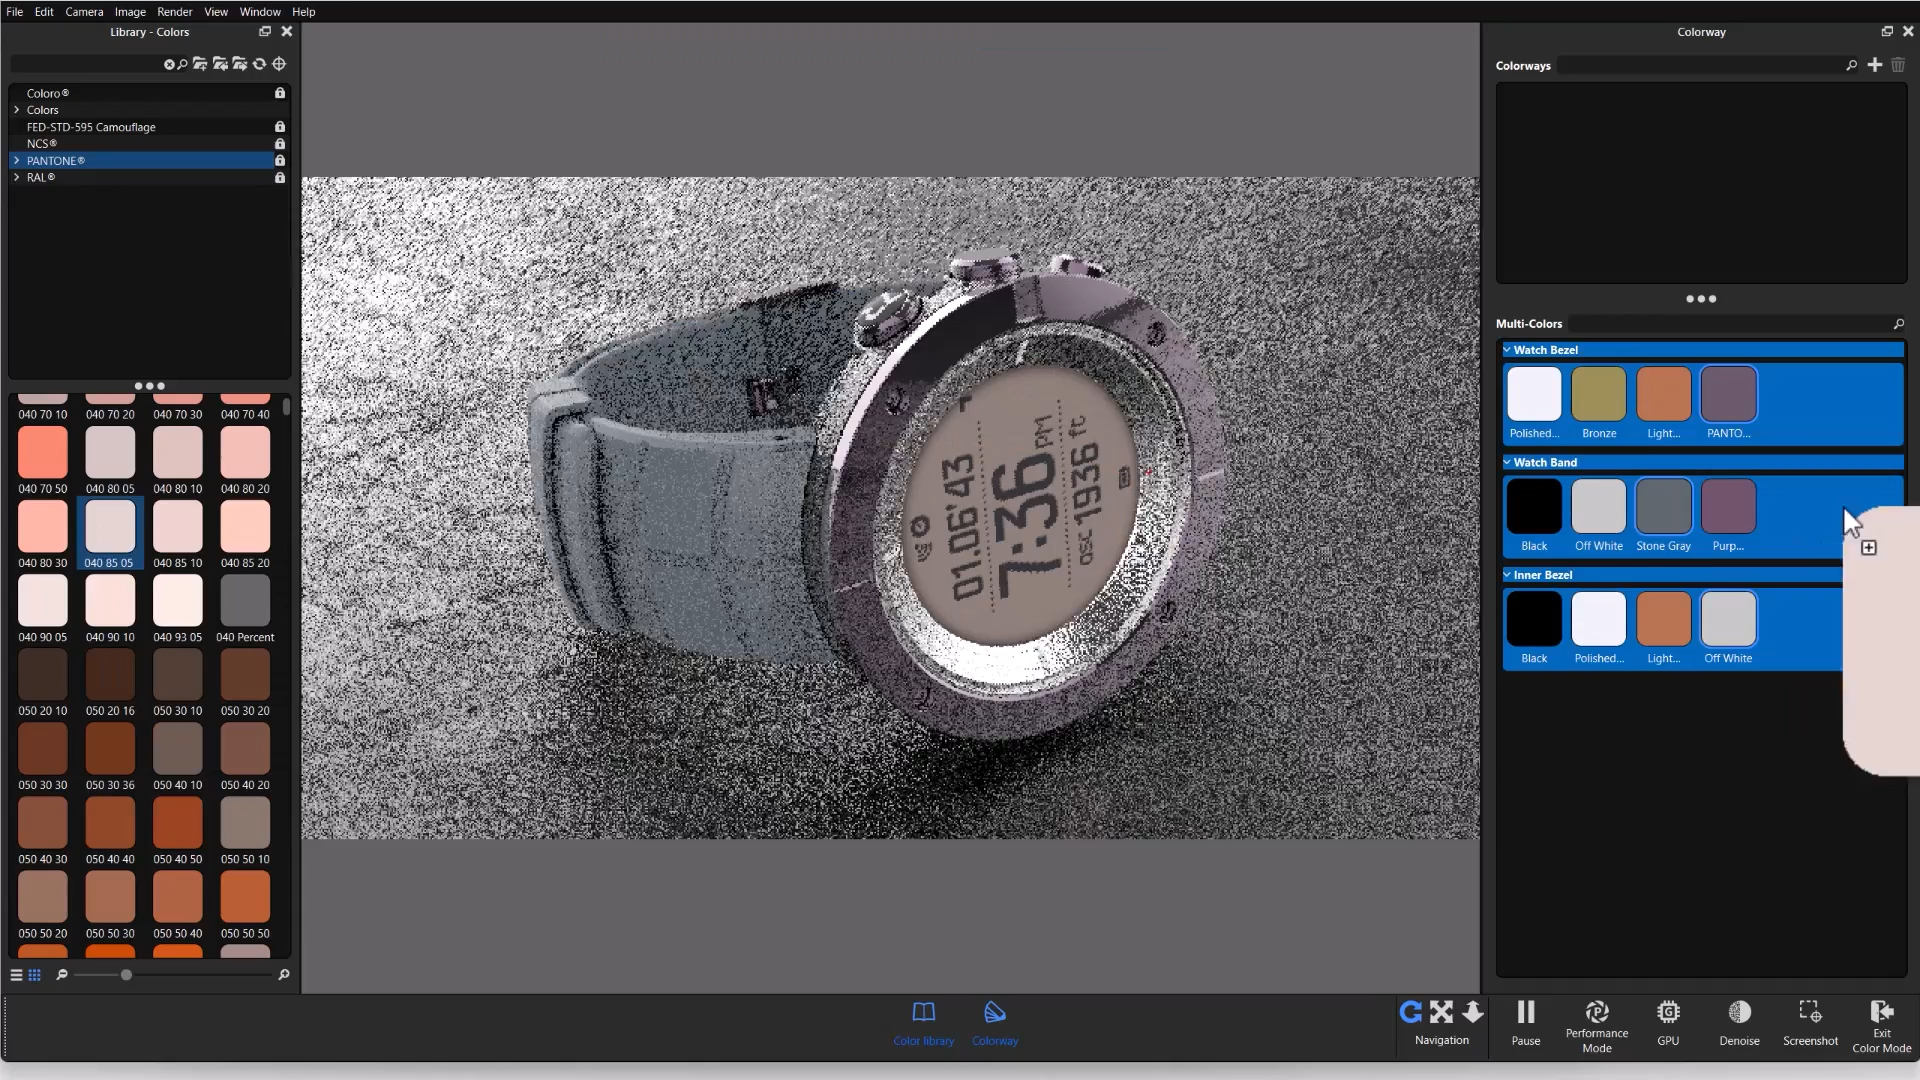 File Edit Camera Image Render View Window Help
Library - Colors
Coloro®
Colors
FED-STD-595 Camouflage
NCS®
PANTONE®
RAL®
040 70 10 040 70 20 040 70 30 040 70 40
040 70 50 040 80 05 040 80 10 040 80 20
040 80 30 040 85 05 040 85 10 040 85 20
040 90 05 040 90 10 040 93 05 040 Percent
050 20 10 050 20 16 050 30 10 050 30 20
050 30 30 050 30 36 050 40 10 050 40 20
050 40 30 050 40 40 050 40 50 050 50 10
050 50 20 050 50 30 050 50 40 050 50 50
01.06'43
7:36 PM
ASC 1936 ft
Colorway
Colorways
Multi-Colors
Watch Bezel
Polished... Bronze Light... PANTO...
Watch Band
Black Off White Stone Gray Purp...
Inner Bezel
Black Polished... Light... Off White
Color library Colorway
Navigation
Pause
Performance
Mode
GPU
Denoise
Screenshot
Exit
Color Mode